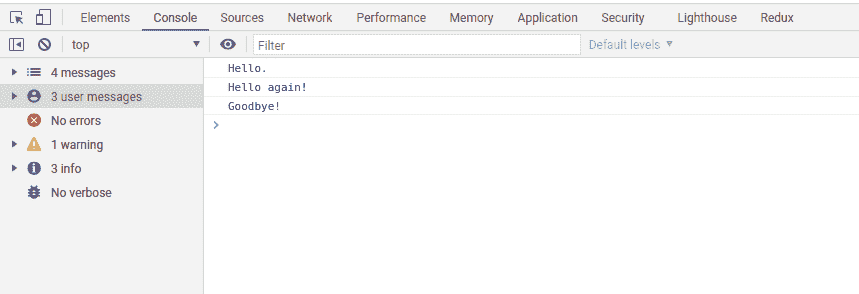 Elements Console Sources Network Performance Memory Application Security Lighthouse Redux
top Filter Default levels
4 messages
3 user messages
No errors
1 warning
3 info
No verbose
Hello.
Hello again!
Goodbye!